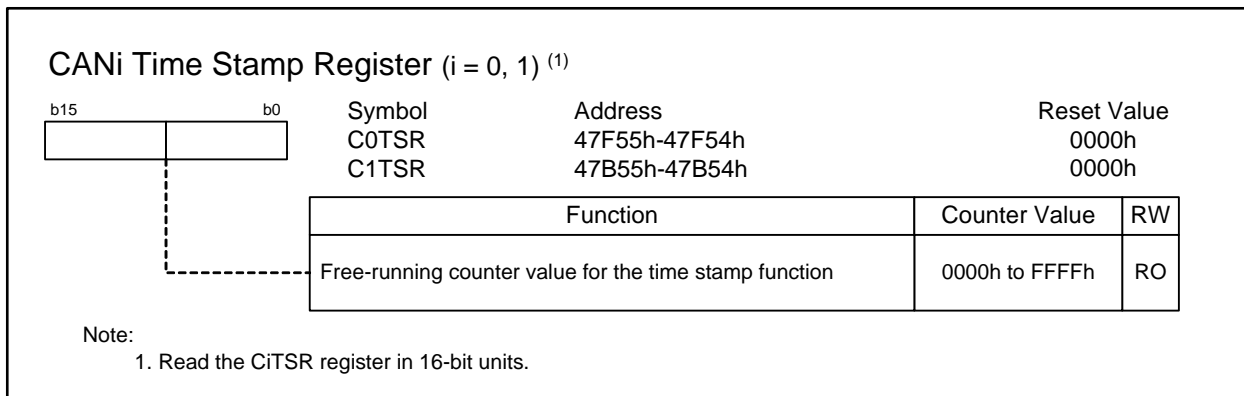 CANi Time Stamp Register (i = 0, 1) (1)
b15 b0 Symbol Address Reset Value
C0TSR 47F55h-47F54h 0000h
C1TSR 47B55h-47B54h 0000h
Function Counter Value RW
Free-running counter value for the time stamp function 0000h to FFFFh RO
Note:
1. Read the CiTSR register in 16-bit units.